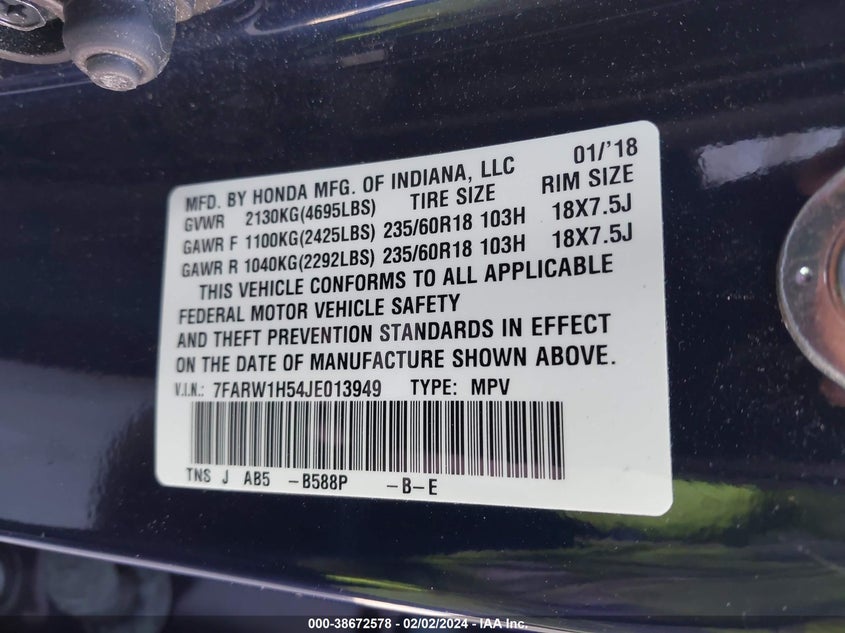 MFD. BY HONDA MFG. OF INDIANA, LLC 01/'18
GVWR 2130KG(4695LBS) TIRE SIZE RIM SIZE
GAWR F 1100KG(2425LBS) 235/60R18 103H 18X7.5J
GAWR R 1040KG(2292LBS) 235/60R18 103H 18X7.5J
THIS VEHICLE CONFORMS TO ALL APPLICABLE
FEDERAL MOTOR VEHICLE SAFETY
AND THEFT PREVENTION STANDARDS IN EFFECT
ON THE DATE OF MANUFACTURE SHOWN ABOVE.
V.I.N.: 7FARW1H54JE013949 TYPE: MPV
TNS J AB5 -B588P -B-E
000-38672578 - 02/02/2024 - IAA Inc.